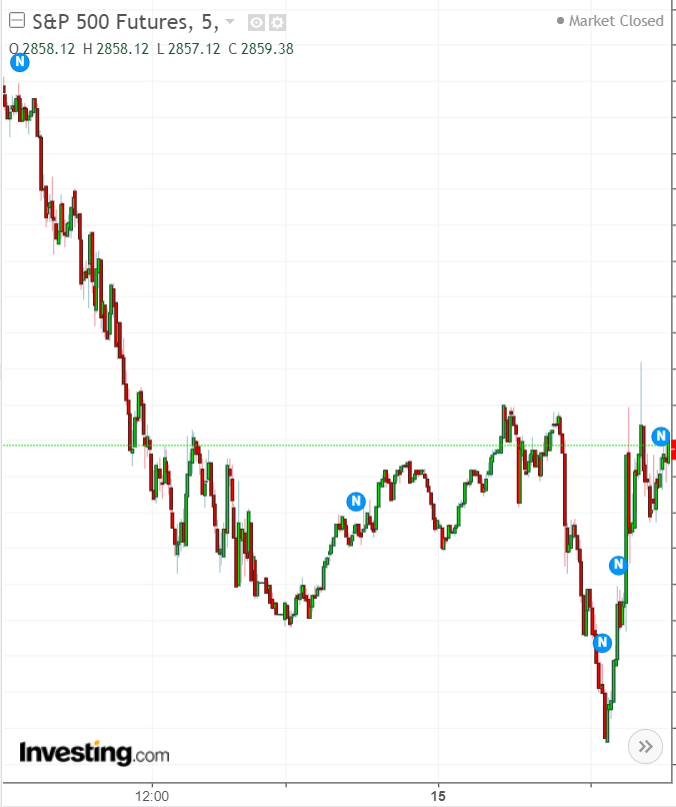 S&P 500 Futures, 5,
Market Closed
O 2858.12 H 2858.12 L 2857.12 C 2859.38
N
N
N
N
N
Investing.com
12:00
15